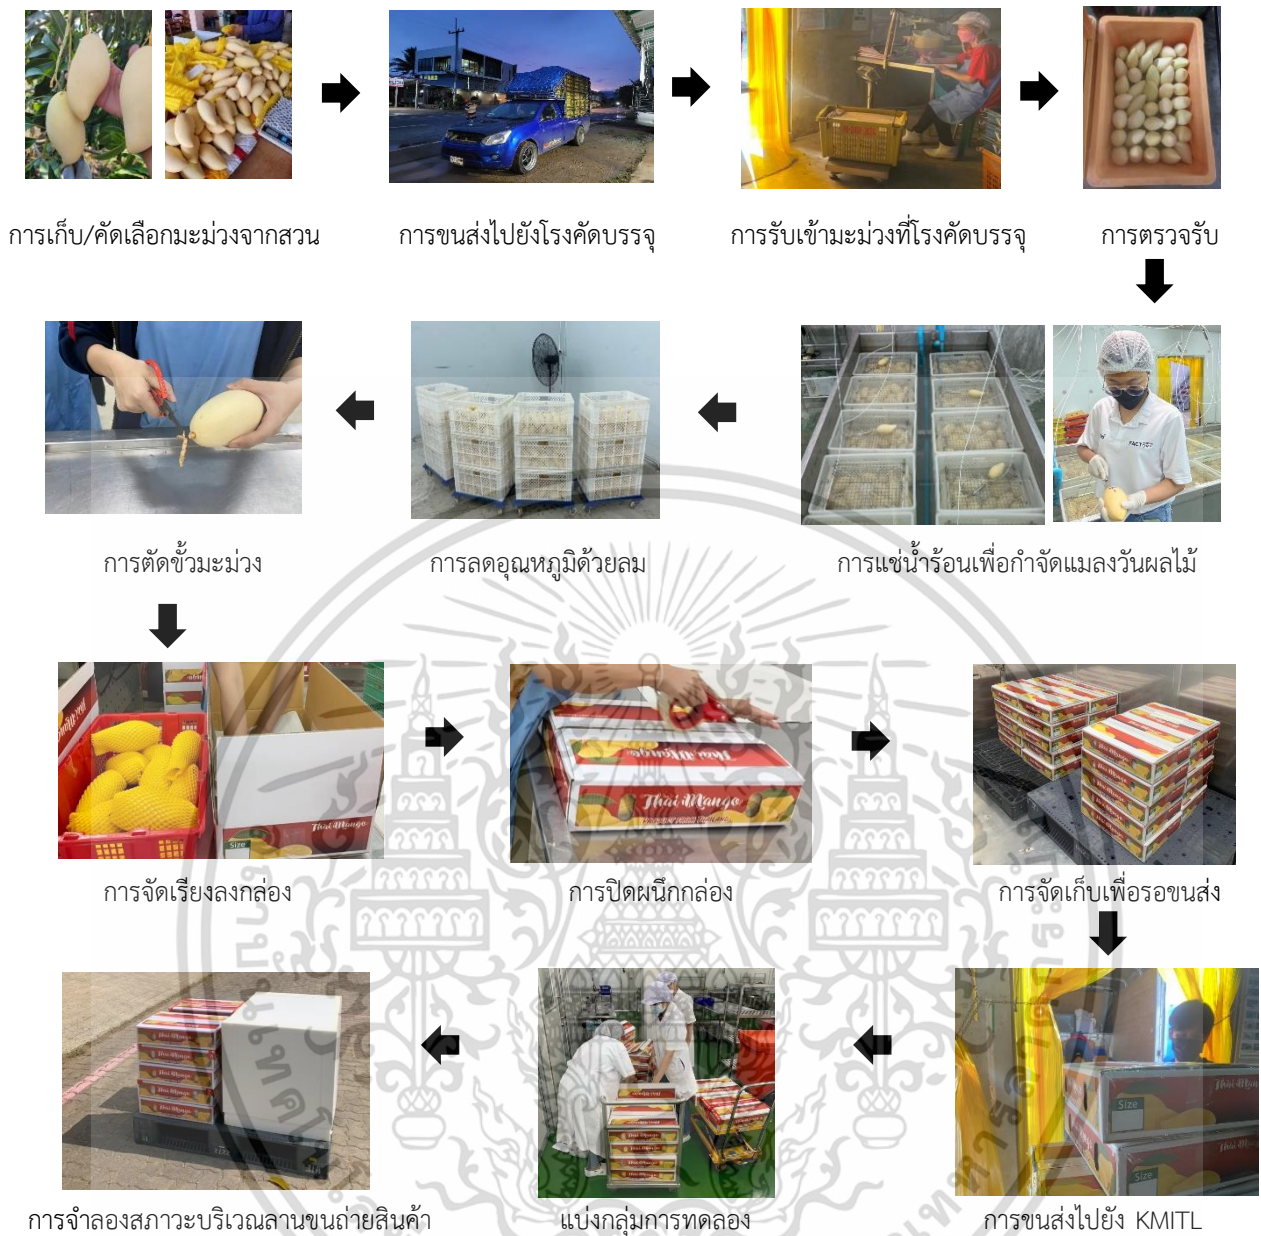 การเก็บ/คัดเลือกมะม่วงจากสวน
การขนส่งไปยังโรงคัดบรรจุ
การรับเข้ามะม่วงที่โรงคัดบรรจุ
การตรวจรับ
การแช่น้ำร้อนเพื่อกำจัดแมลงวันผลไม้
การลดอุณหภูมิด้วยลม
การตัดขั้วมะม่วง
การจัดเรียงลงกล่อง
Thai Mango
Size
การปิดผนึกกล่อง
Thai Mango
Thai Mango
การจัดเก็บเพื่อรอขนส่ง
การขนส่งไปยัง KMITL
Size
Size
Thai Mango
แบ่งกลุ่มการทดลอง
การจำลองสภาวะบริเวณลานขนถ่ายสินค้า